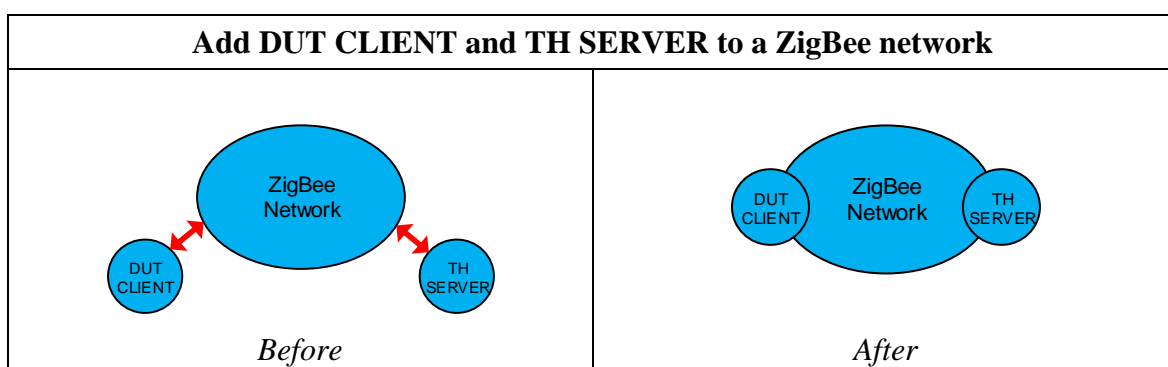 Add DUT CLIENT and TH SERVER to a ZigBee network
ZigBee
Network
DUT
CLIENT
TH
SERVER
Before
ZigBee
Network
DUT
CLIENT
TH
SERVER
After